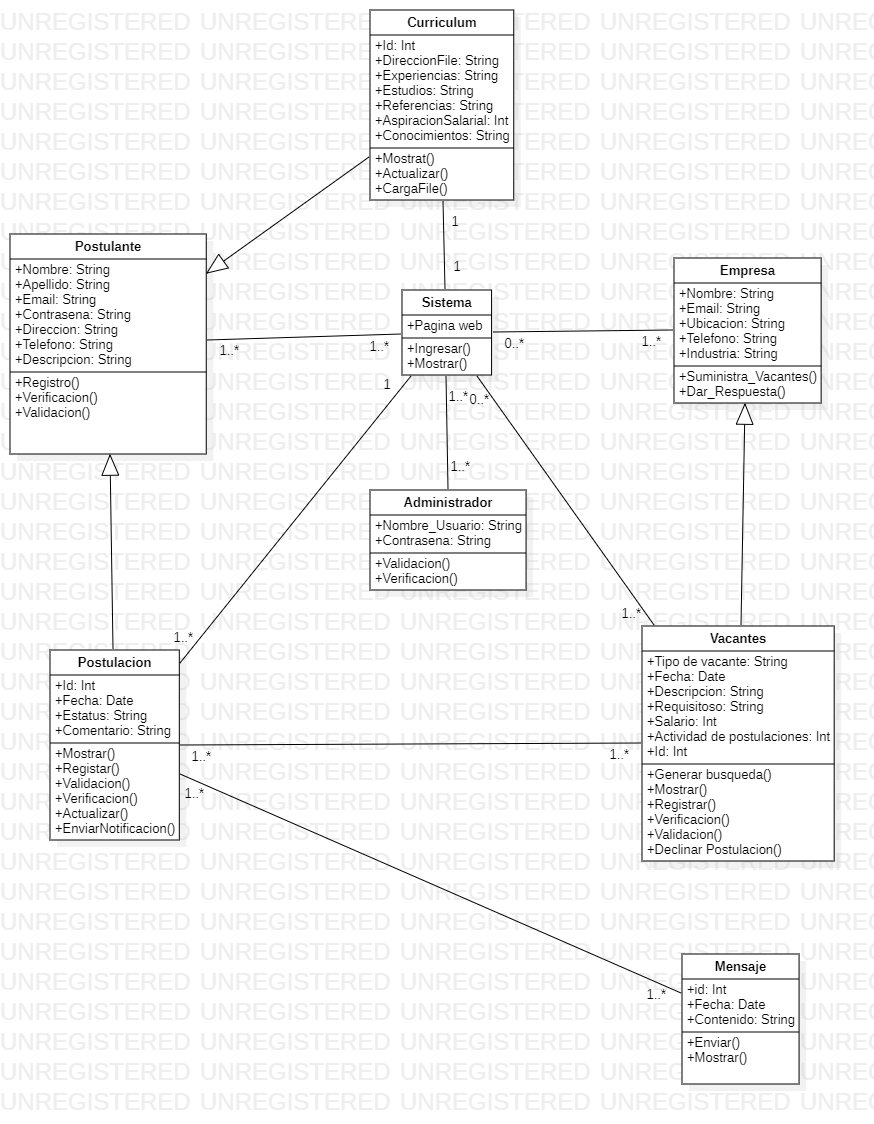 Curriculum
+Id: Int
+DireccionFile: String
+Experiencias: String
+Estudios: String
+Referencias: String
+AspiracionSalarial: Int
+Conocimientos: String
+Mostrat()
+Actualizar()
+CargaFile()
1
1
Postulante
+Nombre: String
+Apellido: String
+Email: String
+Contrasena: String
+Direccion: String
+Telefono: String
+Descripcion: String
+Registro()
+Verificacion()
+Validacion()
1..*
1..*
Sistema
+Pagina web
+Ingresar()
+Mostrar()
0..*
1..*
Empresa
+Nombre: String
+Email: String
+Ubicacion: String
+Telefono: String
+Industria: String
+Suministra_Vacantes()
+Dar_Respuesta()
1
1..*
0..*
1..*
Administrador
+Nombre_Usuario: String
+Contrasena: String
+Validacion()
+Verificacion()
1..*
1..*
Postulacion
+Id: Int
+Fecha: Date
+Estatus: String
+Comentario: String
+Mostrar()
+Registar()
+Validacion()
+Verificacion()
+Actualizar()
+EnviarNotificacion()
1..*
1..*
1..*
Vacantes
+Tipo de vacante: String
+Fecha: Date
+Descripcion: String
+Requisitoso: String
+Salario: Int
+Actividad de postulaciones: Int
+Id: Int
+Generar busqueda()
+Mostrar()
+Registrar()
+Verificacion()
+Validacion()
+Declinar Postulacion()
1..*
Mensaje
+id: Int
+Fecha: Date
+Contenido: String
+Enviar()
+Mostrar()
UNREGISTERED UNREGISTERED UNREGISTERED UNREGISTERED